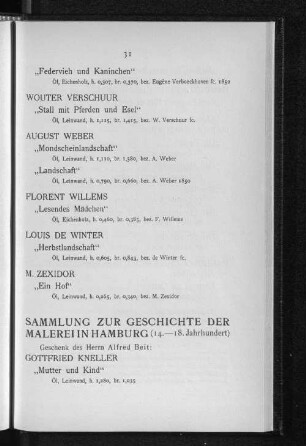 31
„Federvieh und Kaninchen“
Öl, Eichenholz, h. 0,507, br. 0,370, bez. Eugène Verboeckhoven ft. 1850
WOUTER VERSCHUUR
„Stall mit Pferden und Esel“
Öl, Leinwand, h. 1,125, br. 1,405, bez. W. Verschuur fc.
AUGUST WEBER
„Mondscheinlandschaft“
Öl, Leinwand, h. 1,110, br. 1,380, bez. A. Weber
„Landschaft“
Öl, Leinwand, h. 0,790, br. 0,660, bez. A. Weber 1850
FLORENT WILLEMS
„Lesendes Mädchen“
Öl, Eichenholz, h. 0,460, br. 0,385, bez. F. Willems
LOUIS DE WINTER
„Herbstlandschaft“
Öl, Leinwand, h. 0,605, br. 0,843, bez. de Winter ft.
M. ZEXIDOR
„Ein Hof“
Öl, Leinwand, h. 0,265, br. 0,340, bez. M. Zexidor
SAMMLUNG ZUR GESCHICHTE DER
MALEREI IN HAMBURG (14.—18. Jahrhundert)
Geschenk des Herrn Alfred Beit:
GOTTFRIED KNELLER
„Mutter und Kind“
Öl, Leinwand, h. 1,280, br. 1,035